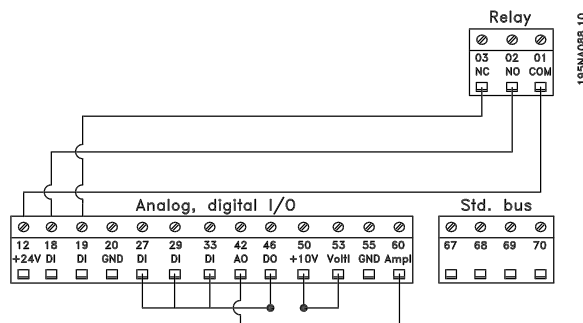 Relay
03 02 01
NC NO COM
195NA088.10
Analog, digital I/O
12 18 19 20 27 29 33 42 46 50 53 55 60
+24V DI DI GND DI DI DI AO DO +10V VoltI GND AmpI
Std. bus
67 68 69 70